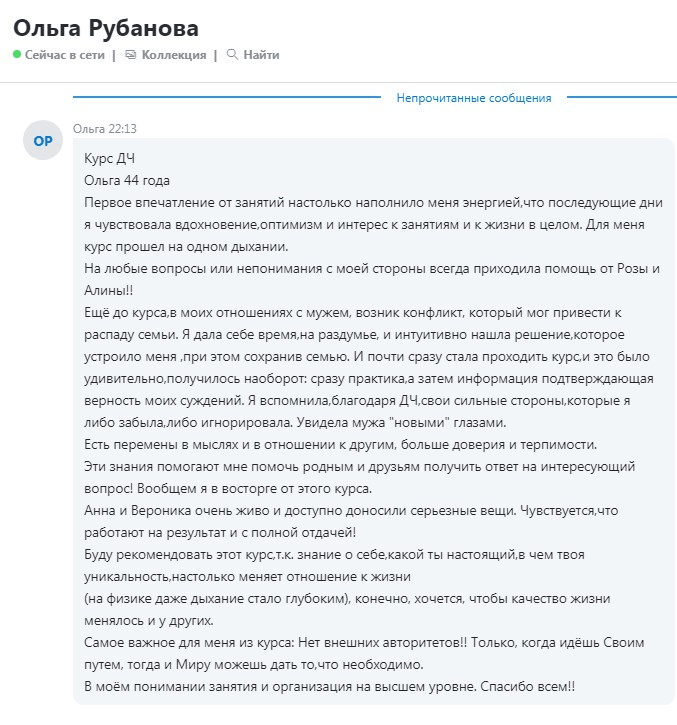 Ольга Рубанова
Сейчас в сети | Коллекция | Найти
Непрочитанные сообщения
Ольга 22:13
ОР
Курс ДЧ
Ольга 44 года
Первое впечатление от занятий настолько наполнило меня энергией,что последующие дни
я чувствовала вдохновение,оптимизм и интерес к занятиям и к жизни в целом. Для меня
курс прошел на одном дыхании.
На любые вопросы или непонимания с моей стороны всегда приходила помощь от Розы и
Алины!!
Ещё до курса,в моих отношениях с мужем, возник конфликт, который мог привести к
распаду семьи. Я дала себе время,на раздумье, и интуитивно нашла решение,которое
устроило меня ,при этом сохранив семью. И почти сразу стала проходить курс,и это было
удивительно,получилось наоборот: сразу практика,а затем информация подтверждающая
верность моих суждений. Я вспомнила,благодаря ДЧ,свои сильные стороны,которые я
либо забыла,либо игнорировала. Увидела мужа "новыми" глазами.
Есть перемены в мыслях и в отношении к другим, больше доверия и терпимости.
Эти знания помогают мне помочь родным и друзьям получить ответ на интересующий
вопрос! Вообщем я в восторге от этого курса.
Анна и Вероника очень живо и доступно доносили серьезные вещи. Чувствуется,что
работают на результат и с полной отдачей!
Буду рекомендовать этот курс,т.к. знание о себе,какой ты настоящий,в чем твоя
уникальность,настолько меняет отношение к жизни
(на физике даже дыхание стало глубоким), конечно, хочется, чтобы качество жизни
менялось и у других.
Самое важное для меня из курса: Нет внешних авторитетов!! Только, когда идёшь Своим
путем, тогда и Миру можешь дать то,что необходимо.
В моём понимании занятия и организация на высшем уровне. Спасибо всем!!